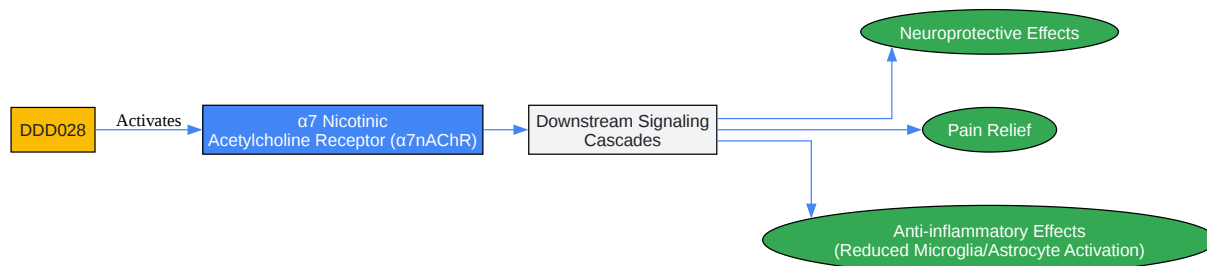 Neuroprotective Effects
DDD028
Activates
α7 Nicotinic
Acetylcholine Receptor (α7nAChR)
Downstream Signaling
Cascades
Pain Relief
Anti-inflammatory Effects
(Reduced Microglia/Astrocyte Activation)